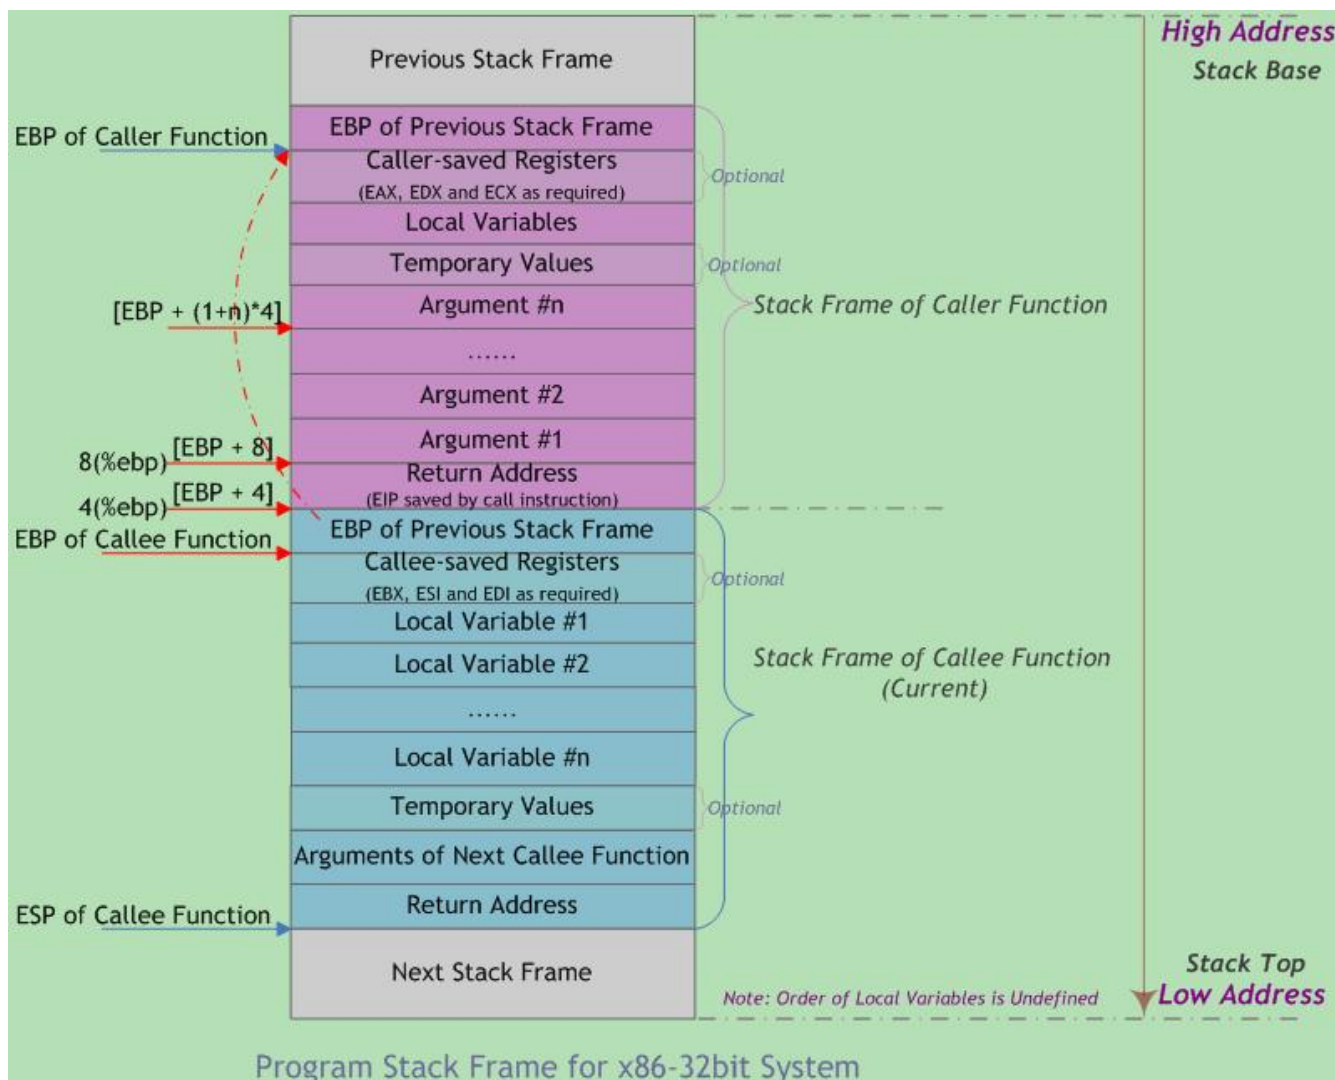 High Address
Previous Stack Frame
Stack Base
EBP of Previous Stack Frame
EBP of Caller Function
Caller-saved Registers
(EAX, EDX and ECX as required)
Optional
Local Variables
Temporary Values
Optional
[EBP + (1+n)*4]
Argument #n
Stack Frame of Caller Function
......
Argument #2
Argument #1
8(%ebp)
[EBP + 8]
Return Address
(EIP saved by call instruction)
4(%ebp)
[EBP + 4]
EBP of Previous Stack Frame
EBP of Callee Function
Callee-saved Registers
(EBX, ESI and EDI as required)
Optional
Local Variable #1
Local Variable #2
Stack Frame of Callee Function
(Current)
......
Local Variable #n
Temporary Values
Optional
Arguments of Next Callee Function
Return Address
ESP of Callee Function
Next Stack Frame
Stack Top
Note: Order of Local Variables is Undefined
Low Address
Program Stack Frame for x86-32bit System